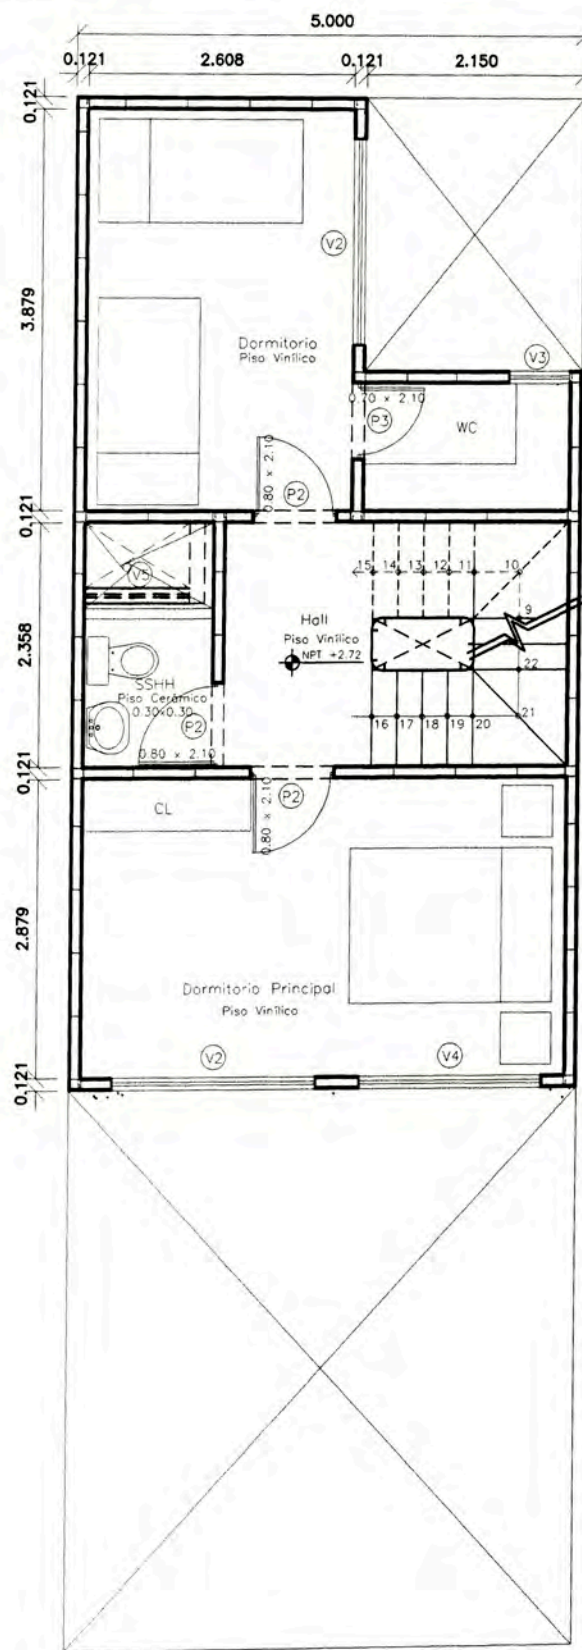 5.000
0.121 2.608 0.121 2.150
0.121
3.879
0.121
2.358
0.121
2.879
0.121
V2
Dormitorio
Piso Vinílico
V3
0.70 x 2.10
P3
WC
0.80 x 2.10
P2
V5
15 14 13 12 11 10
9
Hall
Piso Vinílico
NPT +2.72
22
SSHH
Piso Cerámico
0.30x0.30
P2
16 17 18 19 20 21
0.80 x 2.10
CL
0.80 x 2.10
P2
Dormitorio Principal
Piso Vinílico
V2
V4